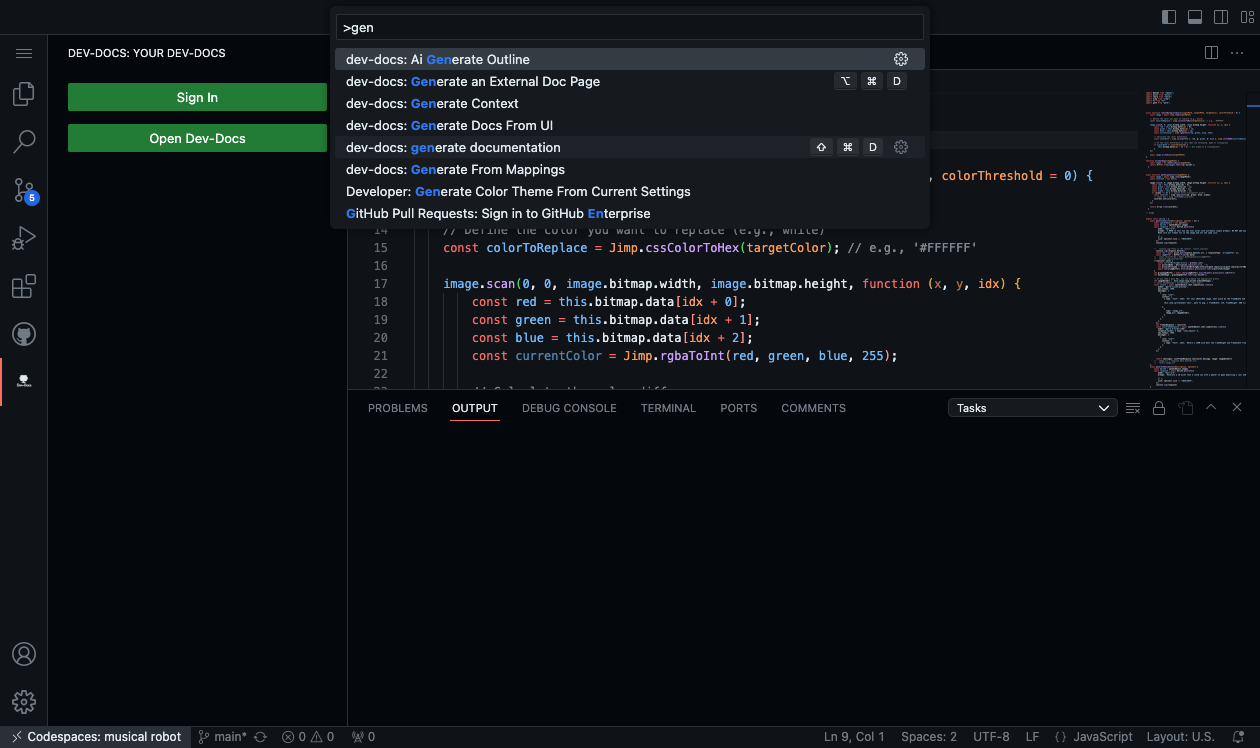 >gen
DEV-DOCS: YOUR DEV-DOCS
Sign In
Open Dev-Docs
dev-docs: Ai Generate Outline
dev-docs: Generate an External Doc Page ⌥ ⌘ D
dev-docs: Generate Context
dev-docs: Generate Docs From UI
dev-docs: generate documentation ⇧ ⌘ D
dev-docs: Generate From Mappings
Developer: Generate Color Theme From Current Settings
GitHub Pull Requests: Sign in to GitHub Enterprise
, colorThreshold = 0) {
14 // Define the color you want to replace (e.g., white)
15 const colorToReplace = Jimp.cssColorToHex(targetColor); // e.g., '#FFFFFF'
16
17 image.scan(0, 0, image.bitmap.width, image.bitmap.height, function (x, y, idx) {
18 const red = this.bitmap.data[idx + 0];
19 const green = this.bitmap.data[idx + 1];
20 const blue = this.bitmap.data[idx + 2];
21 const currentColor = Jimp.rgbaToInt(red, green, blue, 255);
22
5
Dev-Docs
PROBLEMS OUTPUT DEBUG CONSOLE TERMINAL PORTS COMMENTS Tasks
Codespaces: musical robot main* 0 0 0 Ln 9, Col 1 Spaces: 2 UTF-8 LF {} JavaScript Layout: U.S.